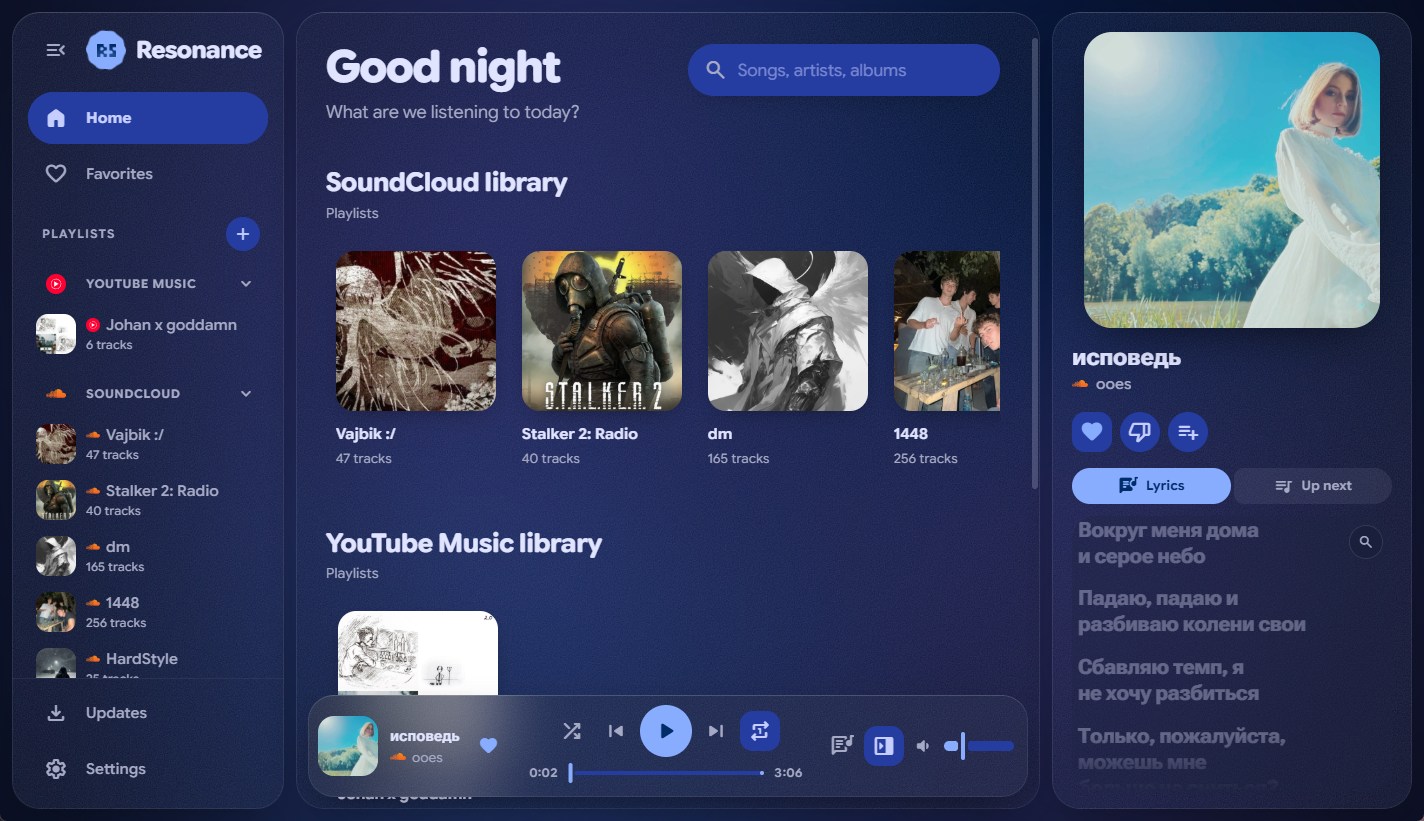 RS Resonance
Home
Favorites
PLAYLISTS
YOUTUBE MUSIC
Johan x goddamn
6 tracks
SOUNDCLOUD
Vajbik :/
47 tracks
Stalker 2: Radio
40 tracks
dm
165 tracks
1448
256 tracks
HardStyle
Updates
Settings
Good night
What are we listening to today?
Songs, artists, albums
SoundCloud library
Playlists
S.T.A.L.K.E.R. 2
Vajbik :/
47 tracks
Stalker 2: Radio
40 tracks
dm
165 tracks
1448
256 tracks
YouTube Music library
Playlists
Johan x goddamn
исповедь
ooes
0:02
3:06
исповедь
ooes
Lyrics
Up next
Вокруг меня дома
и серое небо
Падаю, падаю и
разбиваю колени свои
Сбавляю темп, я
не хочу разбиться
Только, пожалуйста,
можешь мне